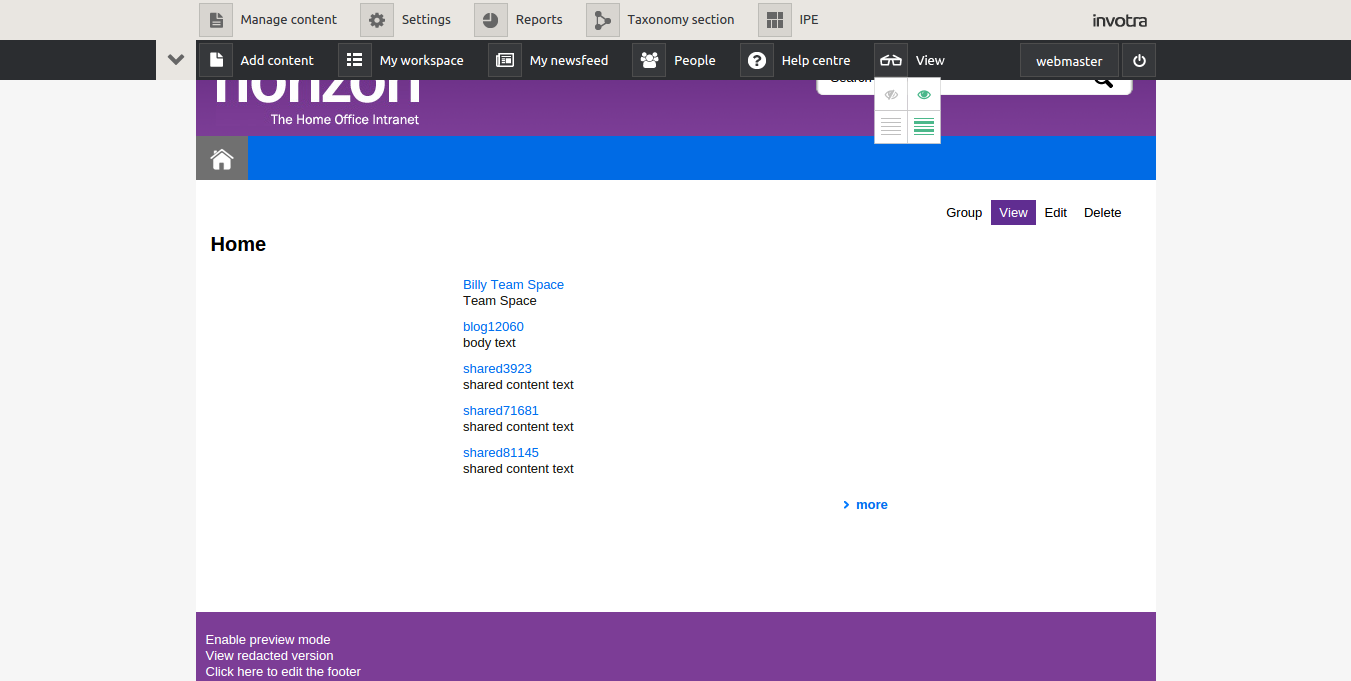 Manage content Settings Reports Taxonomy section IPE invotra
Add content My workspace My newsfeed People Help centre View webmaster
horizon Search
The Home Office Intranet
Group View Edit Delete
Home
Billy Team Space
Team Space
blog12060
body text
shared3923
shared content text
shared71681
shared content text
shared81145
shared content text
more
Enable preview mode
View redacted version
Click here to edit the footer